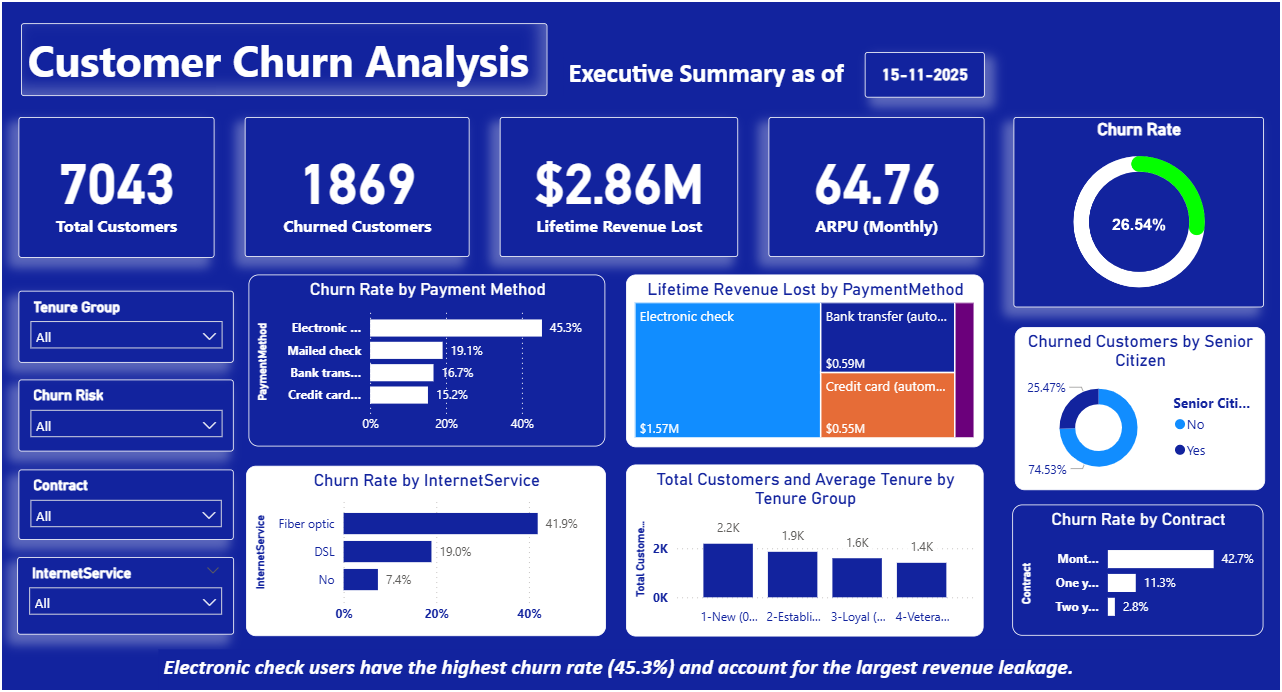 Customer Churn Analysis
Executive Summary as of
15-11-2025
7043
Total Customers
1869
Churned Customers
$2.86M
Lifetime Revenue Lost
64.76
ARPU (Monthly)
Churn Rate
26.54%
Tenure Group
All
Churn Risk
All
Contract
All
InternetService
All
Churn Rate by Payment Method
PaymentMethod
Electronic ... 45.3%
Mailed check 19.1%
Bank trans... 16.7%
Credit card... 15.2%
0% 20% 40%
Lifetime Revenue Lost by PaymentMethod
Electronic check
$1.57M
Bank transfer (auto...
$0.59M
Credit card (autom...
$0.55M
Churned Customers by Senior
Citizen
25.47%
74.53%
Senior Citi...
No
Yes
Churn Rate by InternetService
InternetService
Fiber optic 41.9%
DSL 19.0%
No 7.4%
0% 20% 40%
Total Customers and Average Tenure by
Tenure Group
Total Custome...
2K
0K
2.2K 1.9K 1.6K 1.4K
1-New (0... 2-Establi... 3-Loyal (... 4-Vetera...
Churn Rate by Contract
Contract
Mont... 42.7%
One y... 11.3%
Two y... 2.8%
Electronic check users have the highest churn rate (45.3%) and account for the largest revenue leakage.